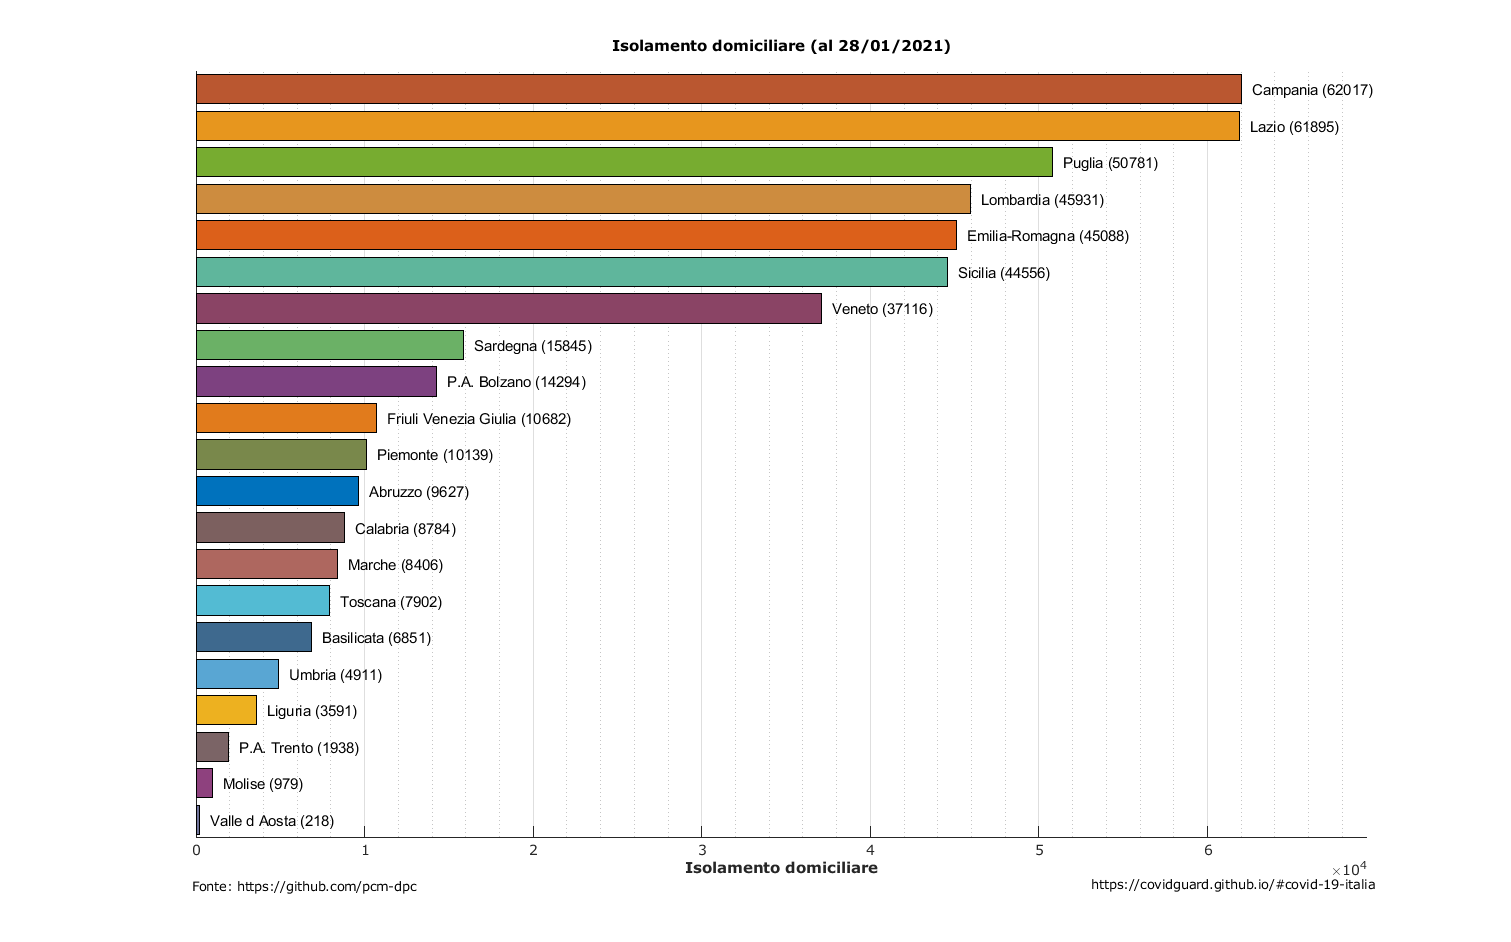 Isolamento domiciliare (al 28/01/2021)
Campania (62017)
Lazio (61895)
Puglia (50781)
Lombardia (45931)
Emilia-Romagna (45088)
Sicilia (44556)
Veneto (37116)
Sardegna (15845)
P.A. Bolzano (14294)
Friuli Venezia Giulia (10682)
Piemonte (10139)
Abruzzo (9627)
Calabria (8784)
Marche (8406)
Toscana (7902)
Basilicata (6851)
Umbria (4911)
Liguria (3591)
P.A. Trento (1938)
Molise (979)
Valle d Aosta (218)
0 1 2 3 4 5 6
Isolamento domiciliare
×10⁴
Fonte: https://github.com/pcm-dpc
https://covidguard.github.io/#covid-19-italia